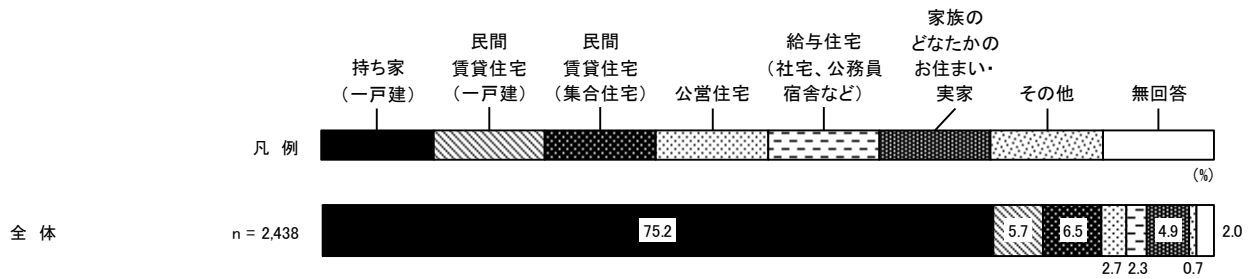 持ち家
（一戸建）
民間
賃貸住宅
（一戸建）
民間
賃貸住宅
（集合住宅）
公営住宅
給与住宅
（社宅、公務員
宿舎など）
家族の
どなたかの
お住まい・
実家
その他
無回答
凡 例
(%)
全 体
n = 2,438
75.2
5.7
6.5
2.7
2.3
4.9
0.7
2.0